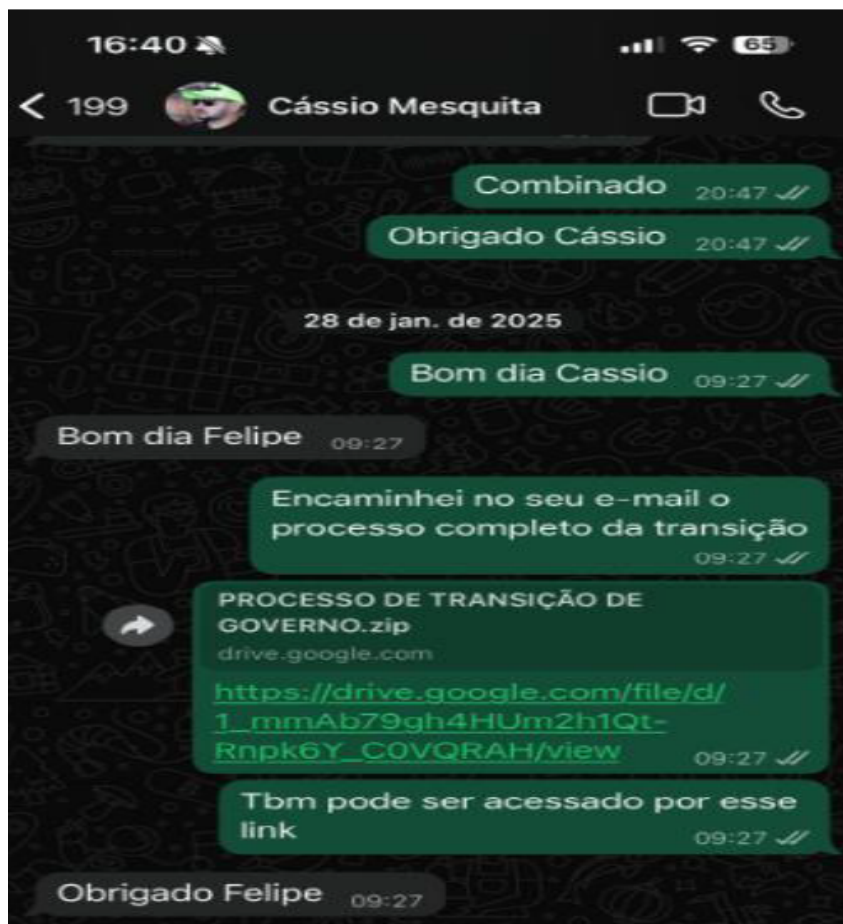 16:40
65
199 Cássio Mesquita
Combinado 20:47
Obrigado Cássio 20:47
28 de jan. de 2025
Bom dia Cassio 09:27
Bom dia Felipe 09:27
Encaminhei no seu e-mail o
processo completo da transição
09:27
PROCESSO DE TRANSIÇÃO DE
GOVERNO.zip
drive.google.com
https://drive.google.com/file/d/
1_mmAb79gh4HUm2h1Qt-
Rnpk6Y_C0VQRAH/view 09:27
Tbm pode ser acessado por esse
link 09:27
Obrigado Felipe 09:27